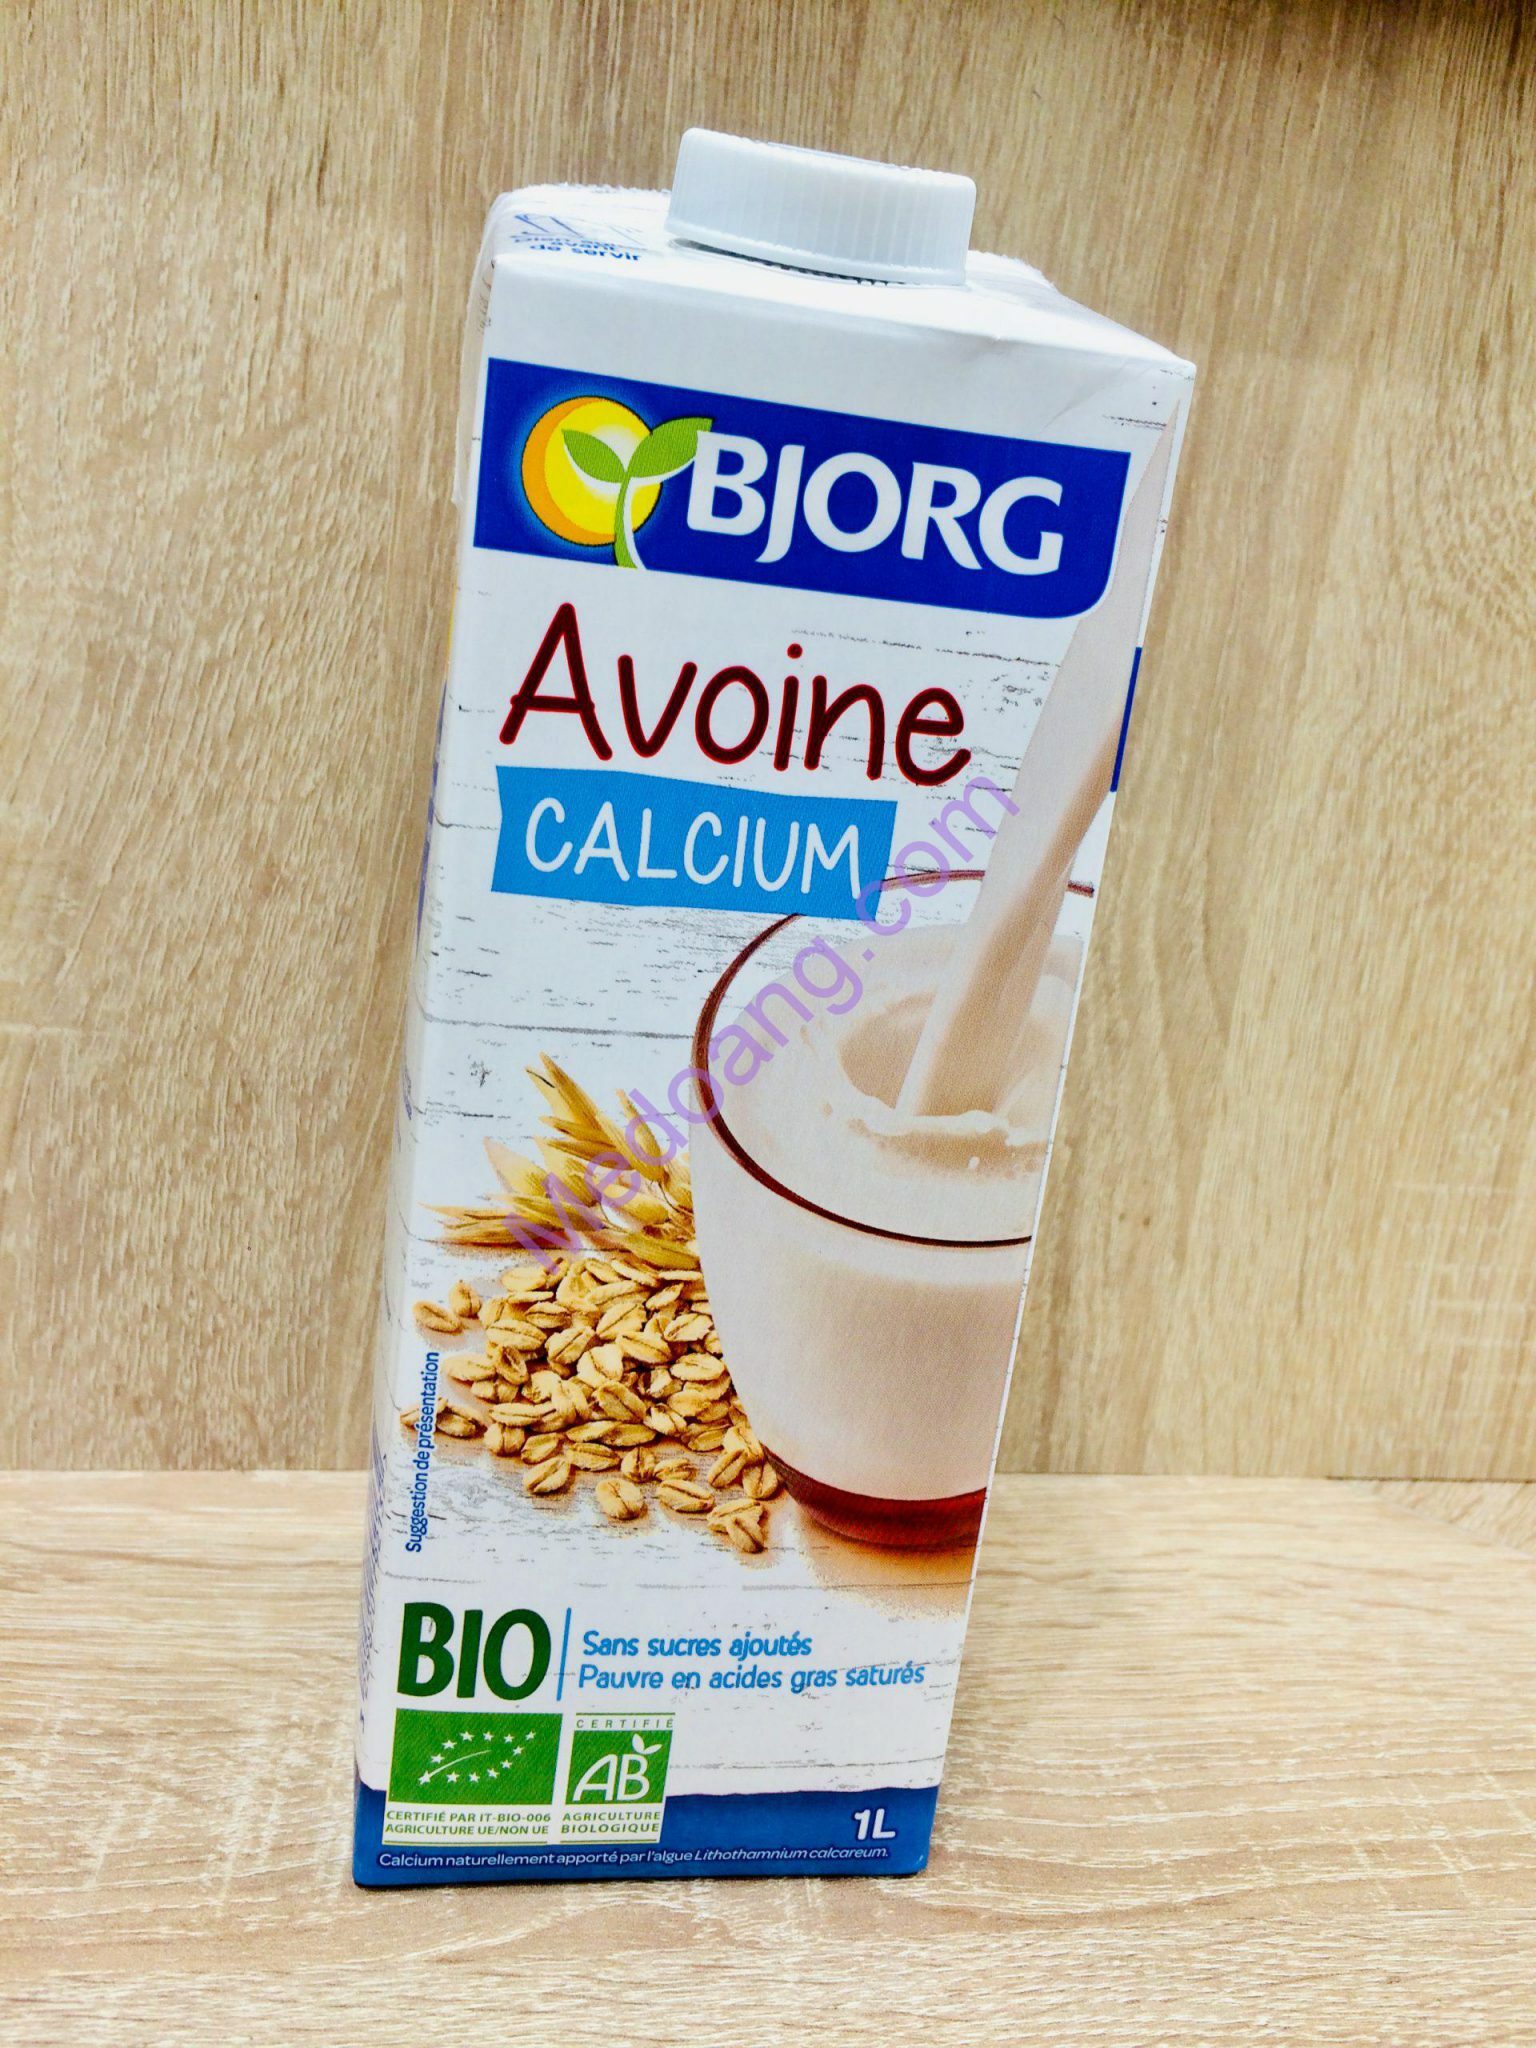 avant
de servir
BJORG
Avoine
CALCIUM
Medoang.com
Suggestion de présentation
BIO
Sans sucres ajoutés
Pauvre en acides gras saturés
CERTIFIÉ
AB
CERTIFIÉ PAR IT-BIO-006
AGRICULTURE UE/NON UE
AGRICULTURE
BIOLOGIQUE
1L
Calcium naturellement apporté par l'algue Lithothamnium calcareum.